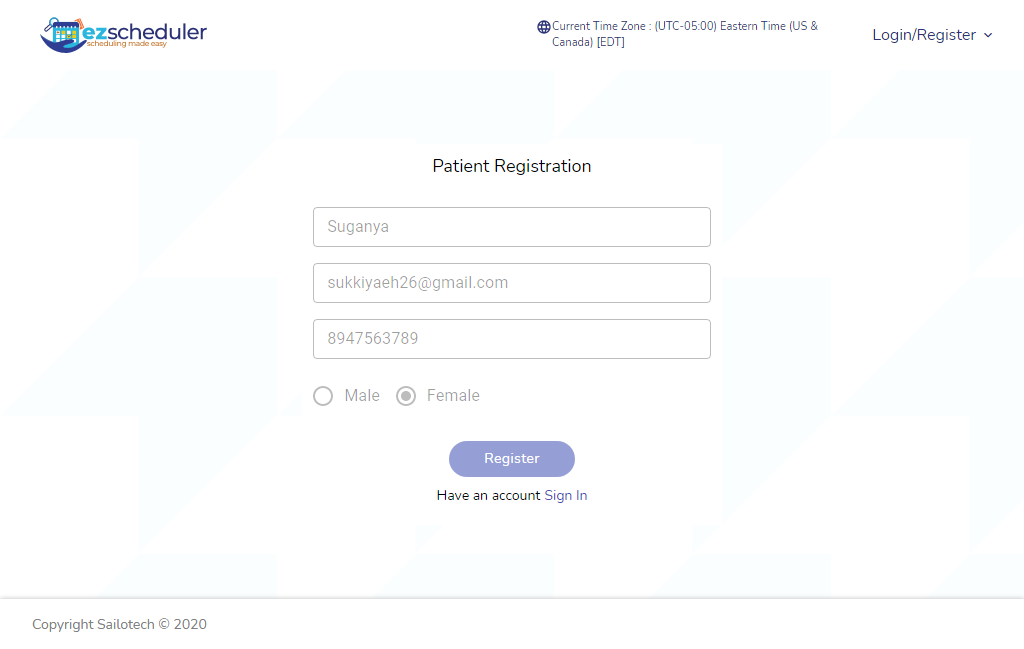 ezscheduler
scheduling made easy
Current Time Zone : (UTC-05:00) Eastern Time (US &
Canada) [EDT]
Login/Register
Patient Registration
Suganya
sukkiyaeh26@gmail.com
8947563789
Male Female
Register
Have an account Sign In
Copyright Sailotech © 2020